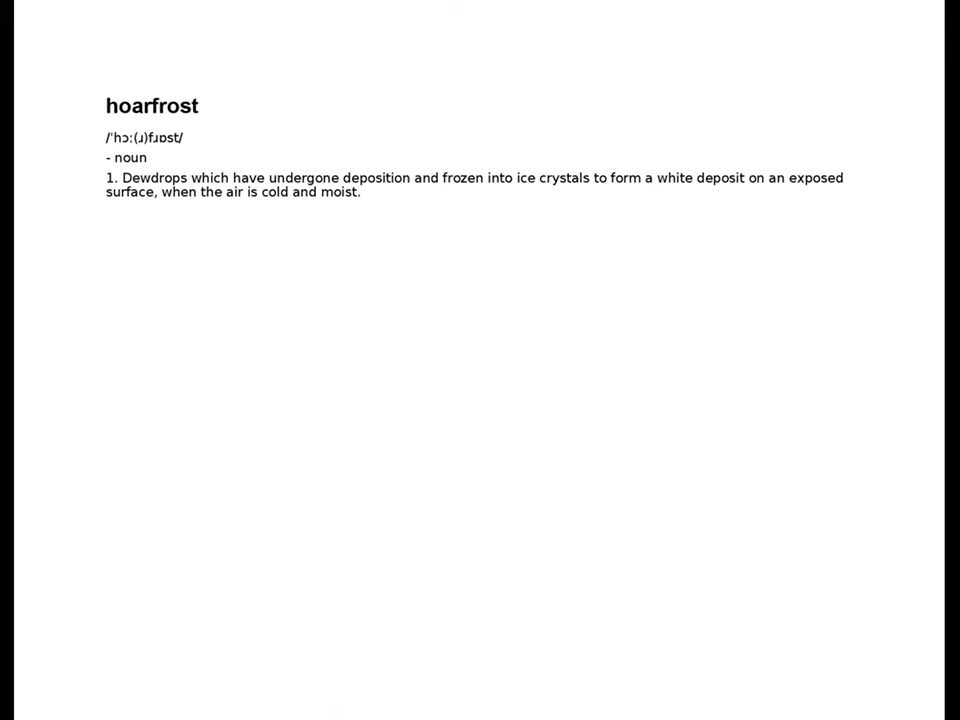 hoarfrost
/ˈhɔː(ɹ)fɹɒst/
- noun
1. Dewdrops which have undergone deposition and frozen into ice crystals to form a white deposit on an exposed
surface, when the air is cold and moist.